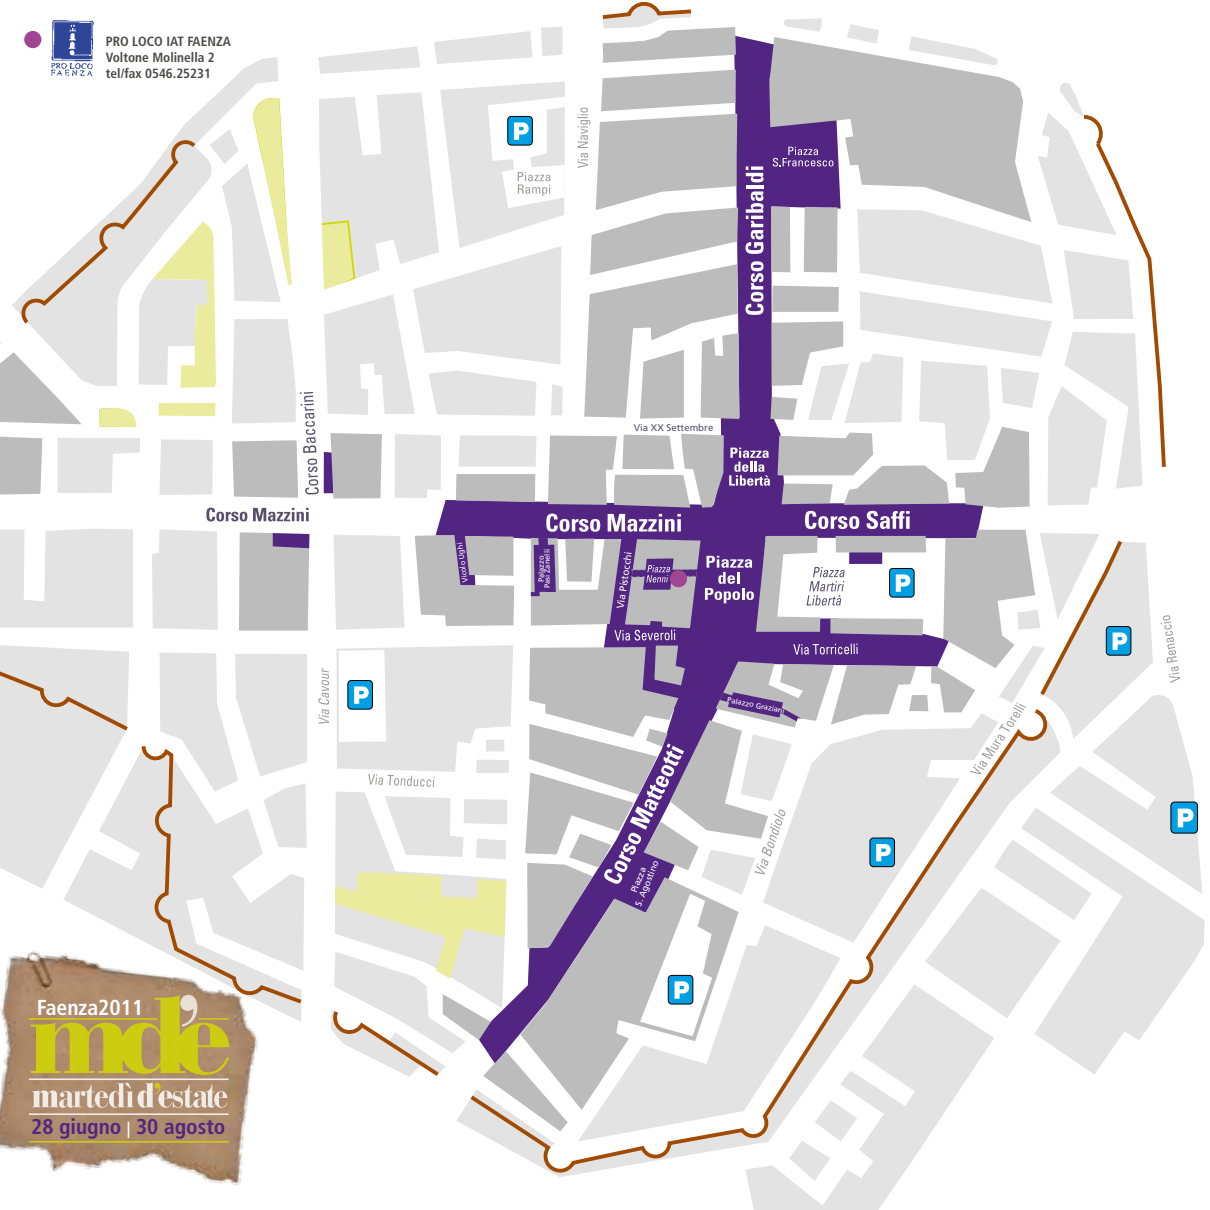 PRO LOCO
FAENZA
PRO LOCO IAT FAENZA
Voltone Molinella 2
tel/fax 0546.25231
P
Piazza
Rampi
Via Naviglio
Piazza
S.Francesco
Corso Garibaldi
Corso Baccarini
Via XX Settembre
Piazza
della
Libertà
Corso Mazzini
Corso Mazzini
Corso Saffi
Vicolo Ughi
Palazzo
Pasi Zanelli
Via Pistocchi
Piazza
Nenni
Piazza
del
Popolo
Piazza
Martiri
Libertà
P
Via Severoli
Via Torricelli
P
Via Renaccio
Via Cavour
P
Palazzo Graziani
Via Mura Torelli
Via Tonducci
Corso Matteotti
Via Bondiolo
P
P
Piazza
S. Agostino
P
Faenza2011
md'e
martedì d'estate
28 giugno | 30 agosto